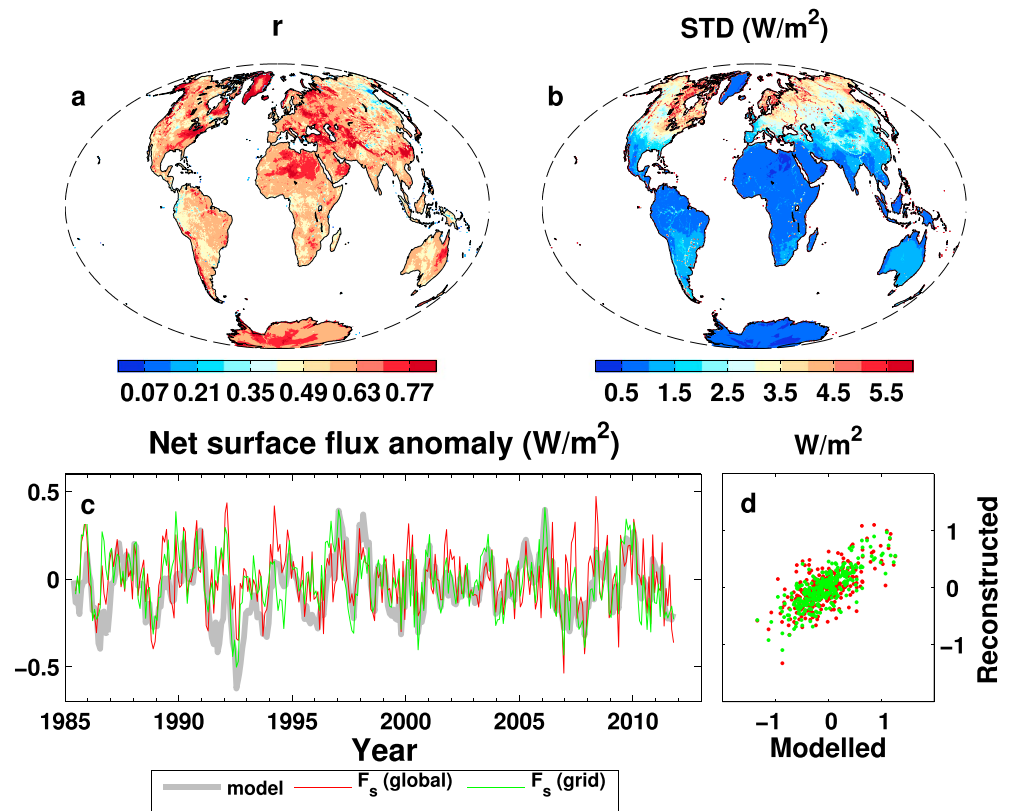 r
STD (W/m²)
a
b
0.07 0.21 0.35 0.49 0.63 0.77
0.5 1.5 2.5 3.5 4.5 5.5
Net surface flux anomaly (W/m²)
W/m²
0.5
0
−0.5
c
1985 1990 1995 2000 2005 2010
Year
d
1
0
−1
Reconstructed
−1 0 1
Modelled
model Fₛ (global) Fₛ (grid)